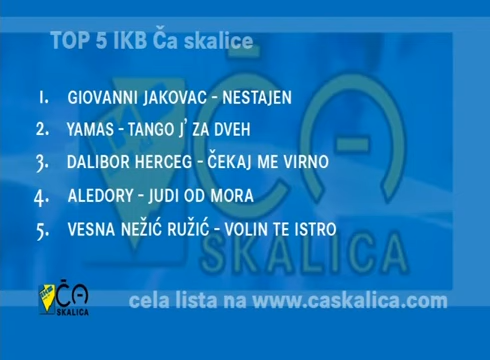 TOP 5 IKB Ča skalice
1. GIOVANNI JAKOVAC - NESTAJEN
2. YAMAS - TANGO J' ZA DVEH
3. DALIBOR HERCEG - ČEKAJ ME VIRNO
4. ALEDORY - JUDI OD MORA
5. VESNA NEŽIĆ RUŽIĆ - VOLIN TE ISTRO
ČA
SKALICA
cela lista na www.caskalica.com
ČA
SKALICA